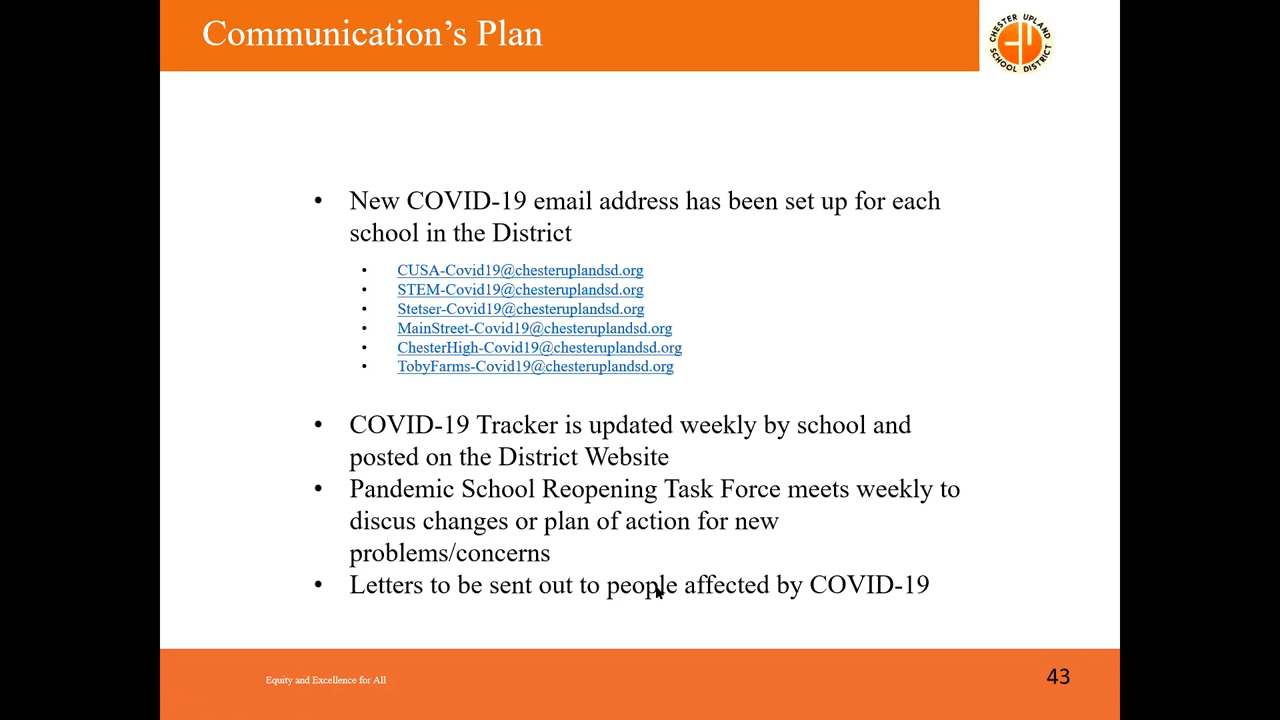 Communication’s Plan
CHESTER UPLAND
SCHOOL DISTRICT
• New COVID-19 email address has been set up for each
school in the District
• CUSA-Covid19@chesteruplandsd.org
• STEM-Covid19@chesteruplandsd.org
• Stetser-Covid19@chesteruplandsd.org
• MainStreet-Covid19@chesteruplandsd.org
• ChesterHigh-Covid19@chesteruplandsd.org
• TobyFarms-Covid19@chesteruplandsd.org
• COVID-19 Tracker is updated weekly by school and
posted on the District Website
• Pandemic School Reopening Task Force meets weekly to
discus changes or plan of action for new
problems/concerns
• Letters to be sent out to people affected by COVID-19
Equity and Excellence for All
43